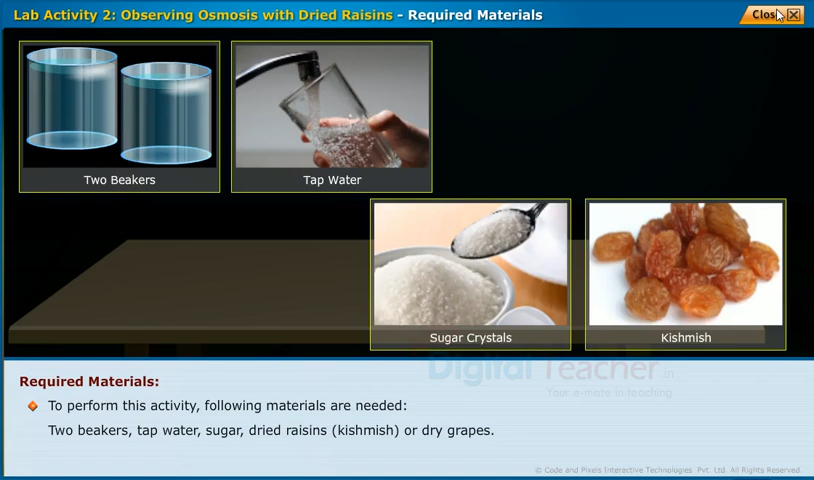 Lab Activity 2: Observing Osmosis with Dried Raisins - Required Materials
Two Beakers
Tap Water
Sugar Crystals
Kishmish
Digital Teacher.in
Your e-mate in teaching
Required Materials:
To perform this activity, following materials are needed:
Two beakers, tap water, sugar, dried raisins (kishmish) or dry grapes.
© Code and Pixels Interactive Technologies Pvt. Ltd. All Rights Reserved.